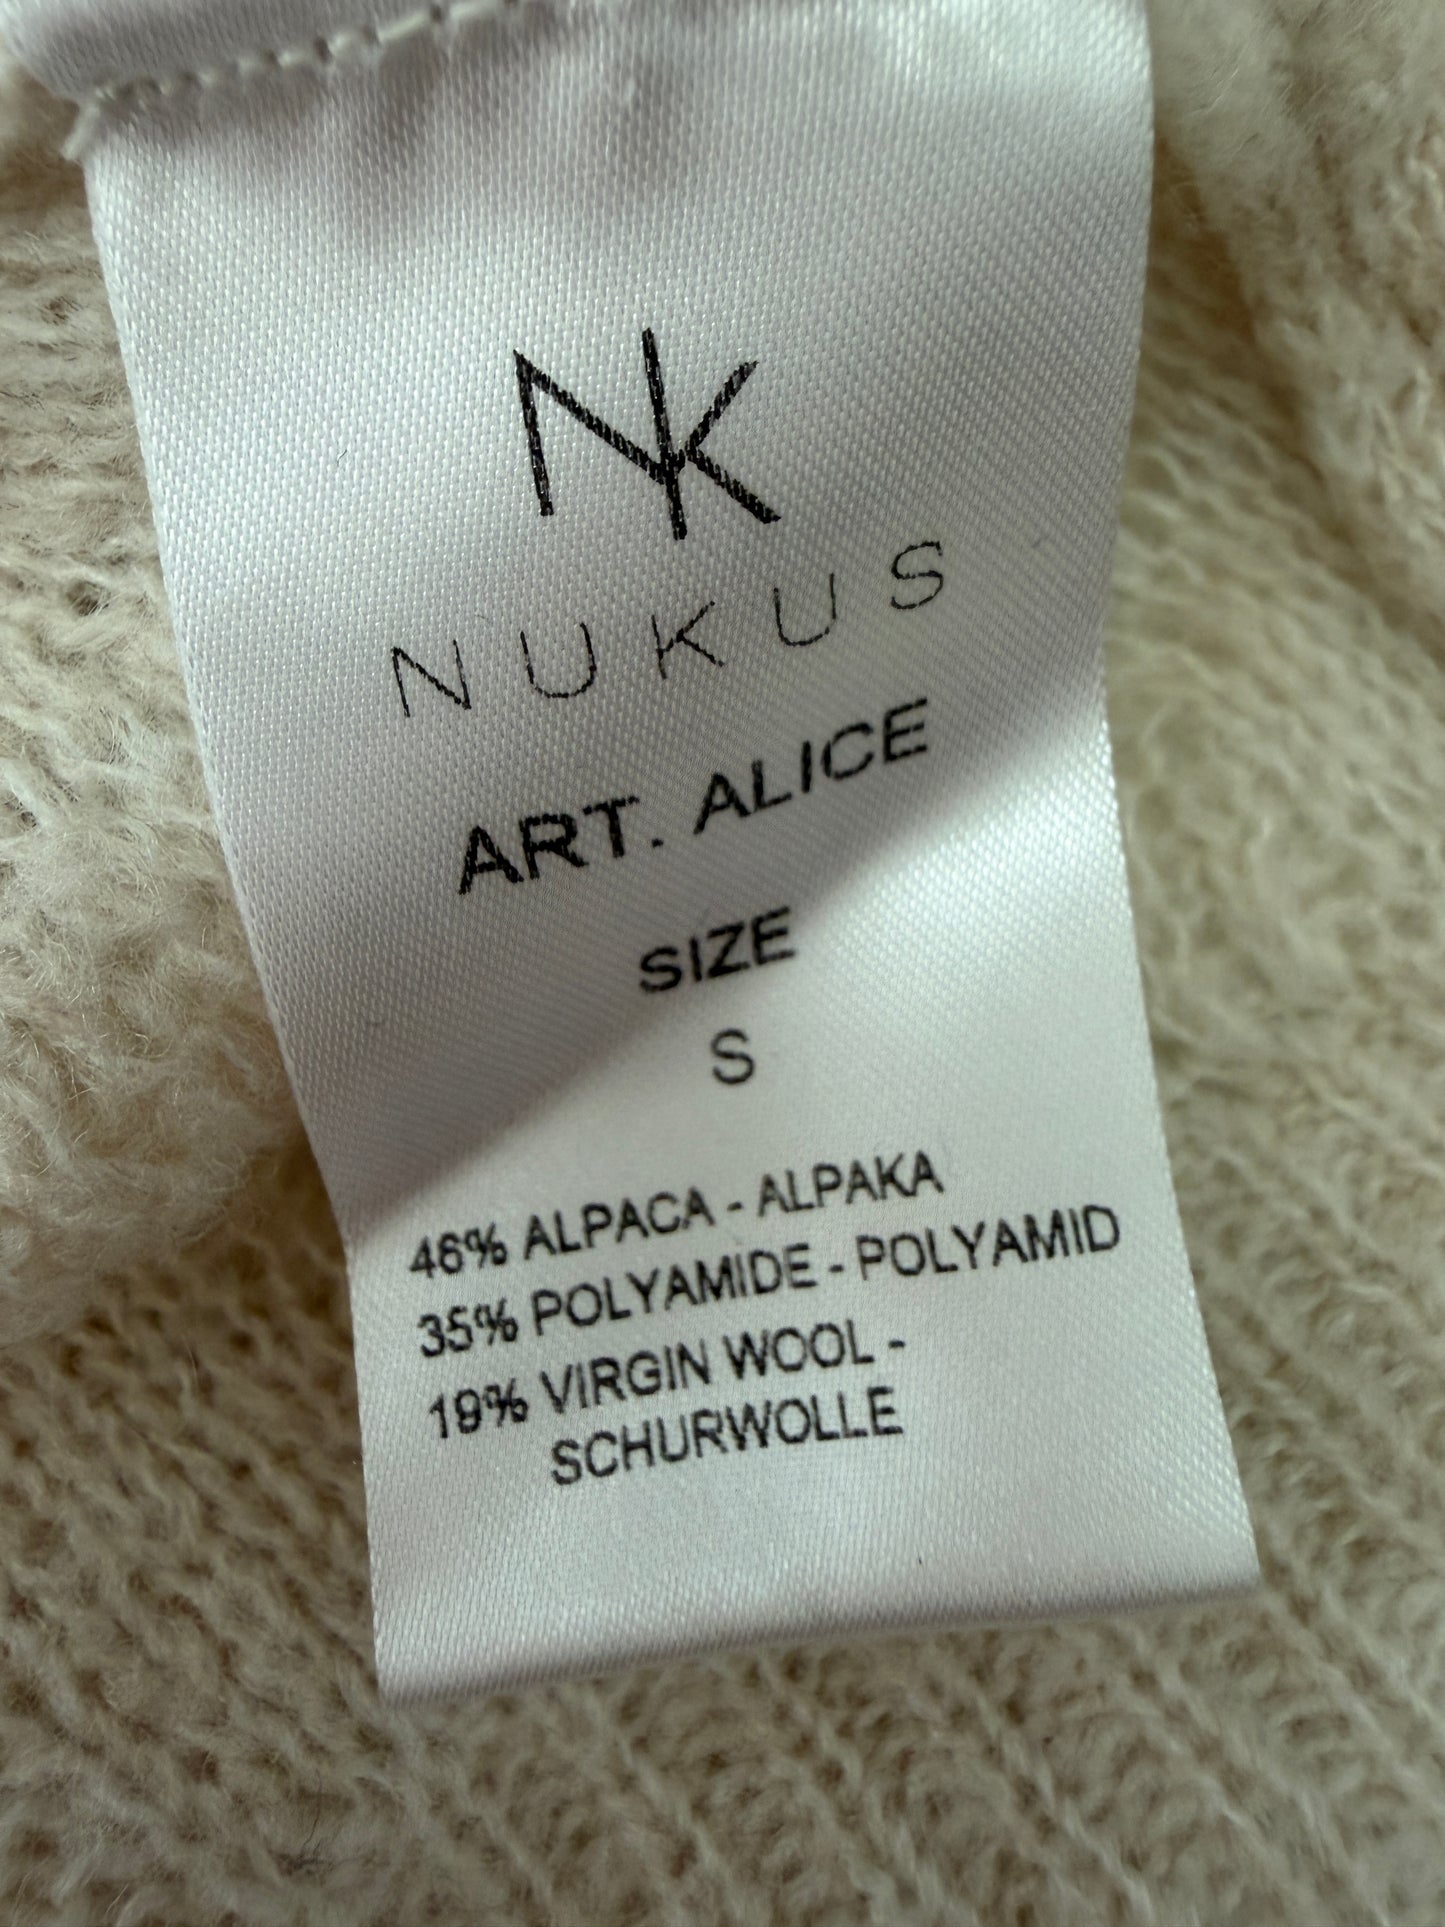 NK
NUKUS
ART. ALICE
SIZE
S
46% ALPACA - ALPAKA
35% POLYAMIDE - POLYAMID
19% VIRGIN WOOL -
SCHURWOLLE